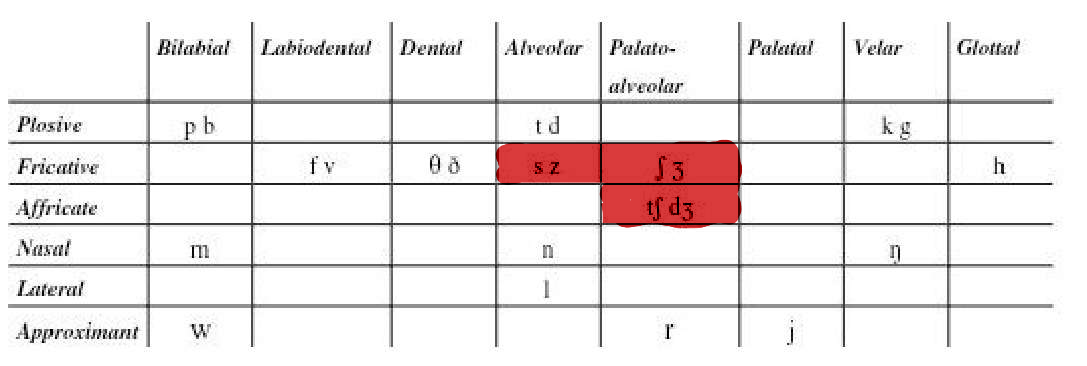 Bilabial Labiodental Dental Alveolar Palato-alveolar Palatal Velar Glottal
Plosive p b t d k g
Fricative f v θ ð s z ʃ ʒ h
Affricate tʃ dʒ
Nasal m n ŋ
Lateral l
Approximant w r j